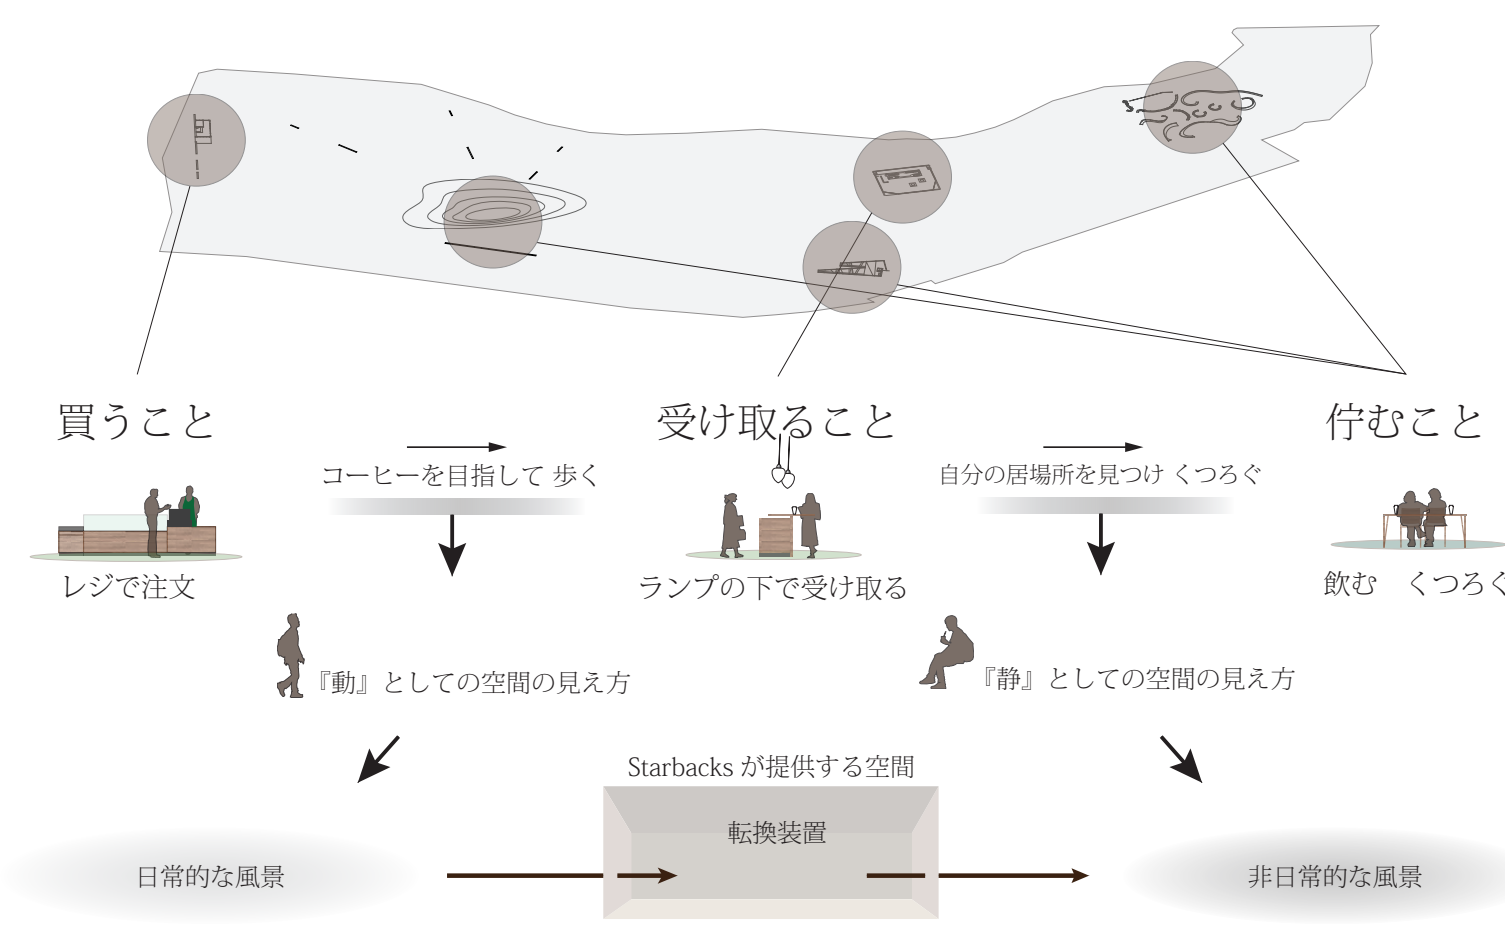 買うこと
受け取ること
佇むこと
コーヒーを目指して 歩く
自分の居場所を見つけ くつろぐ
レジで注文
ランプの下で受け取る
飲む　くつろぐ
『動』としての空間の見え方
『静』としての空間の見え方
Starbacks が提供する空間
転換装置
日常的な風景
非日常的な風景